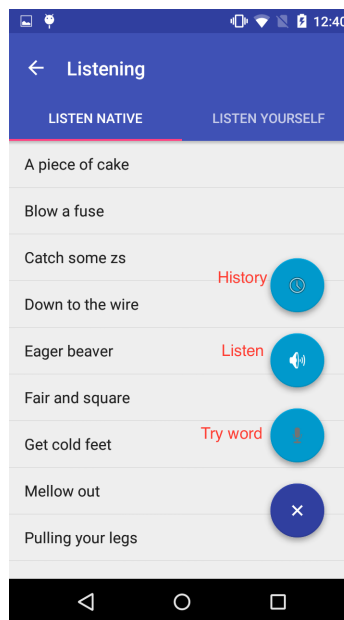 12:40
Listening
LISTEN NATIVE LISTEN YOURSELF
A piece of cake
Blow a fuse
Catch some zs
History
Down to the wire
Eager beaver
Listen
Fair and square
Try word
Get cold feet
Mellow out
Pulling your legs